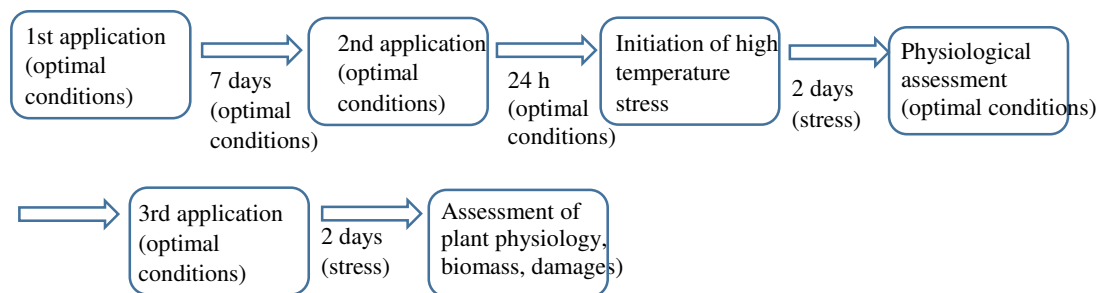 1st application
(optimal
conditions)
7 days
(optimal
conditions)
2nd application
(optimal
conditions)
24 h
(optimal
conditions)
Initiation of high
temperature
stress
2 days
(stress)
Physiological
assessment
(optimal conditions)
3rd application
(optimal
conditions)
2 days
(stress)
Assessment of
plant physiology,
biomass, damages)